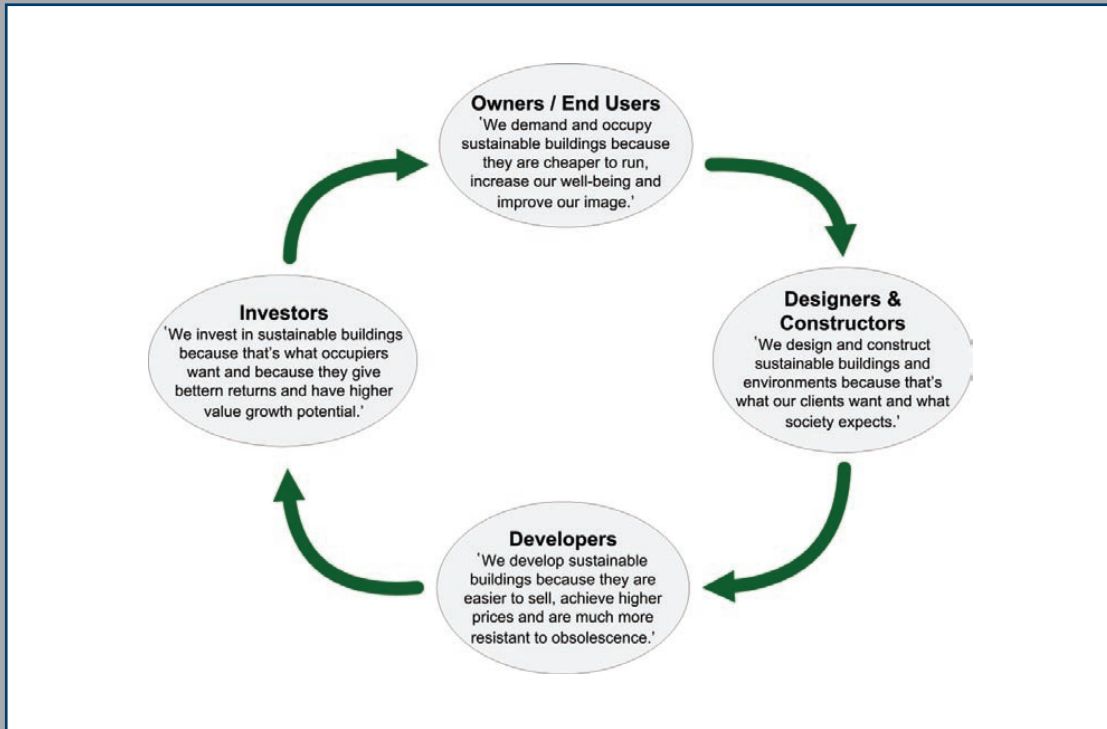 Owners / End Users
'We demand and occupy
sustainable buildings because
they are cheaper to run,
increase our well-being and
improve our image.'
Designers &
Constructors
'We design and construct
sustainable buildings and
environments because that's
what our clients want and what
society expects.'
Developers
'We develop sustainable
buildings because they are
easier to sell, achieve higher
prices and are much more
resistant to obsolescence.'
Investors
'We invest in sustainable buildings
because that's what occupiers
want and because they give
bettern returns and have higher
value growth potential.'